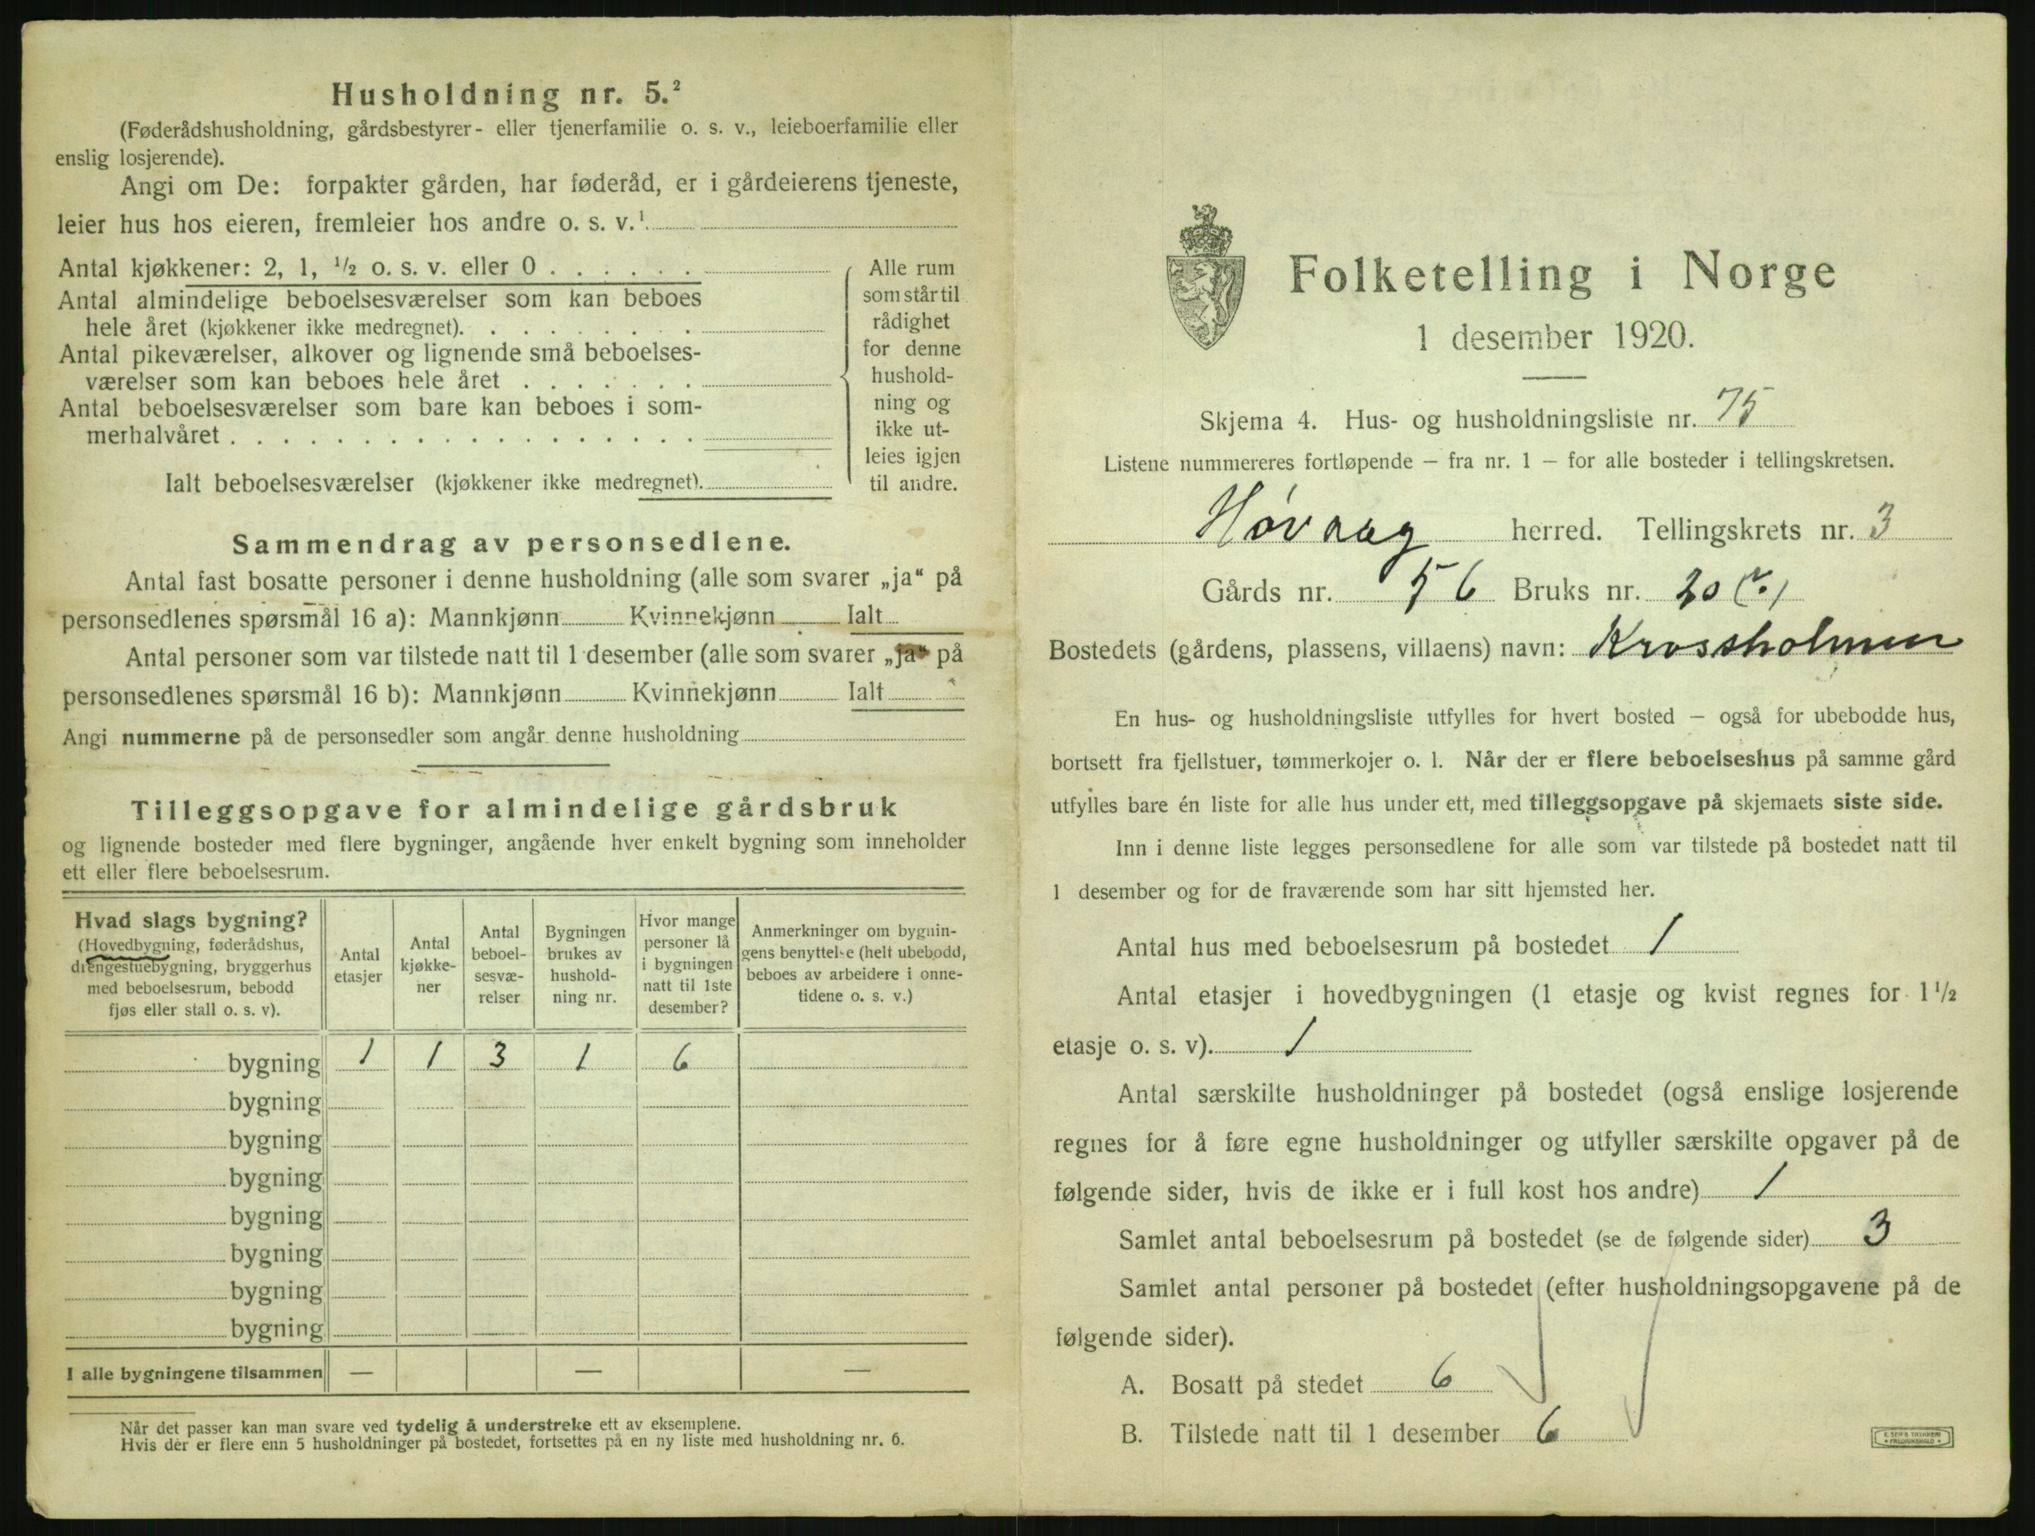 Husholdning nr. 5.²
(Føderådshusholdning, gårdsbestyrer- eller tjenerfamilie o. s. v., leieboerfamilie eller
enslig losjerende).
Angi om De: forpakter gården, har føderåd, er i gårdeierens tjeneste,
leier hus hos eieren, fremleier hos andre o. s. v.¹
Antal kjøkkener: 2, 1, ½ o. s. v. eller 0
Antal almindelige beboelsesværelser som kan beboes
hele året (kjøkkener ikke medregnet).
Antal pikeværelser, alkover og lignende små beboelses-
værelser som kan beboes hele året
Antal beboelsesværelser som bare kan beboes i som-
merhalvåret
Ialt beboelsesværelser (kjøkkener ikke medregnet).
Alle rum
som står til
rådighet
for denne
hushold-
ning og
ikke ut-
leies igjen
til andre.
Sammendrag av personsedlene.
Antal fast bosatte personer i denne husholdning (alle som svarer „ja“ på
personsedlenes spørsmål 16 a): Mannkjønn Kvinnekjønn Ialt
Antal personer som var tilstede natt til 1 desember (alle som svarer „ja“ på
personsedlenes spørsmål 16 b): Mannkjønn Kvinnekjønn Ialt
Angi nummerne på de personsedler som angår denne husholdning
Tilleggsopgave for almindelige gårdsbruk
og lignende bosteder med flere bygninger, angående hver enkelt bygning som inneholder
ett eller flere beboelsesrum.
Hvad slags bygning?
(Hovedbygning, føderådshus,
drengestuebygning, bryggerhus
med beboelsesrum, bebodd
fjøs eller stall o. s. v).
Antal
etasjer
Antal
kjøkke-
ner
Antal
beboel-
sesvæ-
relser
Bygningen
brukes av
hushold-
ning nr.
Hvor mange
personer lå
i bygningen
natt til 1ste
desember?
Anmerkninger om bygnin-
gens benyttelse (helt ubebodd,
beboes av arbeidere i onne-
tidene o. s. v.)
bygning 1 1 3 1 6
bygning
bygning
bygning
bygning
bygning
bygning
bygning
I alle bygningene tilsammen — — —
Når det passer kan man svare ved tydelig å understreke ett av eksemplene.
Hvis der er flere enn 5 husholdninger på bostedet, fortsettes på en ny liste med husholdning nr. 6.
Folketelling i Norge
1 desember 1920.
Skjema 4. Hus- og husholdningsliste nr. 75
Listene nummereres fortløpende – fra nr. 1 – for alle bosteder i tellingskretsen.
Høvaag herred. Tellingskrets nr. 3
Gårds nr. 56 Bruks nr. 20
Bostedets (gårdens, plassens, villaens) navn: Krossholmen
En hus- og husholdningsliste utfylles for hvert bosted – også for ubebodde hus,
bortsett fra fjellstuer, tømmerkojer o. l. Når der er flere beboelseshus på samme gård
utfylles bare én liste for alle hus under ett, med tilleggsopgave på skjemaets siste side.
Inn i denne liste legges personsedlene for alle som var tilstede på bostedet natt til
1 desember og for de fraværende som har sitt hjemsted her.
Antal hus med beboelsesrum på bostedet 1
Antal etasjer i hovedbygningen (1 etasje og kvist regnes for 1½
etasje o. s. v). 1
Antal særskilte husholdninger på bostedet (også enslige losjerende
regnes for å føre egne husholdninger og utfyller særskilte opgaver på de
følgende sider, hvis de ikke er i full kost hos andre) 1
Samlet antal beboelsesrum på bostedet (se de følgende sider) 3
Samlet antal personer på bostedet (efter husholdningsopgavene på de
følgende sider).
A. Bosatt på stedet 6
B. Tilstede natt til 1 desember 6